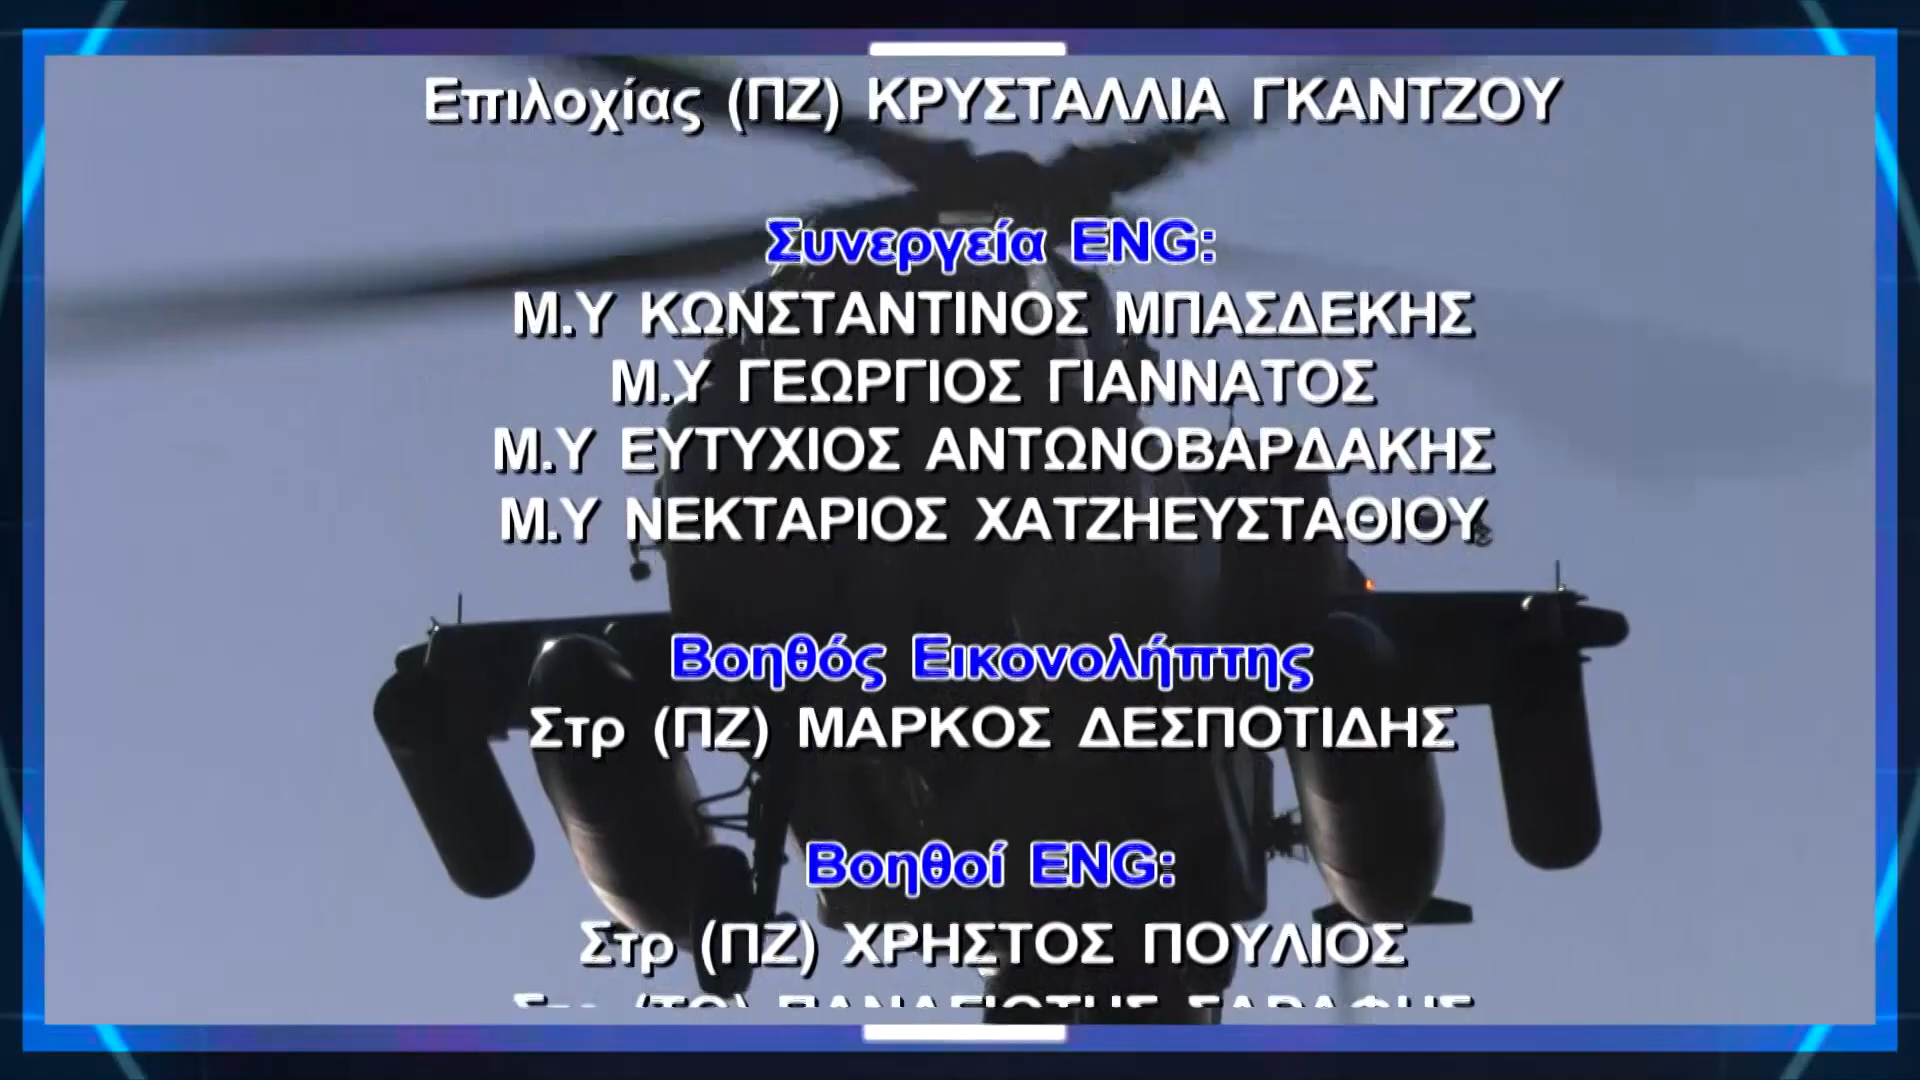 Επιλοχίας (ΠΖ) ΚΡΥΣΤΑΛΛΙΑ ΓΚΑΝΤΖΟΥ
Συνεργεία ENG:
Μ.Υ ΚΩΝΣΤΑΝΤΙΝΟΣ ΜΠΑΣΔΕΚΗΣ
Μ.Υ ΓΕΩΡΓΙΟΣ ΓΙΑΝΝΑΤΟΣ
Μ.Υ ΕΥΤΥΧΙΟΣ ΑΝΤΩΝΟΒΑΡΔΑΚΗΣ
Μ.Υ ΝΕΚΤΑΡΙΟΣ ΧΑΤΖΗΕΥΣΤΑΘΙΟΥ
Βοηθός Εικονολήπτης
Στρ (ΠΖ) ΜΑΡΚΟΣ ΔΕΣΠΟΤΙΔΗΣ
Βοηθοί ENG:
Στρ (ΠΖ) ΧΡΗΣΤΟΣ ΠΟΥΛΙΟΣ